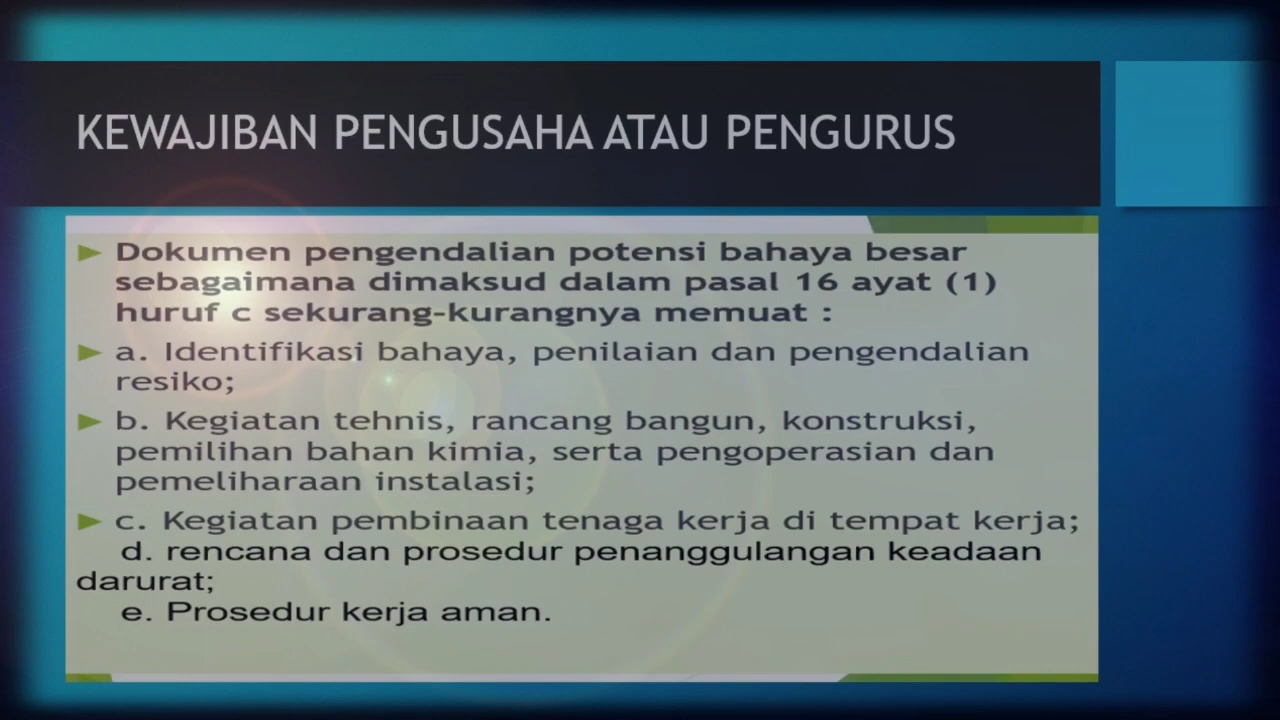 KEWAJIBAN PENGUSAHA ATAU PENGURUS
Dokumen pengendalian potensi bahaya besar
sebagaimana dimaksud dalam pasal 16 ayat (1)
huruf c sekurang-kurangnya memuat :
a. Identifikasi bahaya, penilaian dan pengendalian
resiko;
b. Kegiatan tehnis, rancang bangun, konstruksi,
pemilihan bahan kimia, serta pengoperasian dan
pemeliharaan instalasi;
c. Kegiatan pembinaan tenaga kerja di tempat kerja;
d. rencana dan prosedur penanggulangan keadaan
darurat;
e. Prosedur kerja aman.